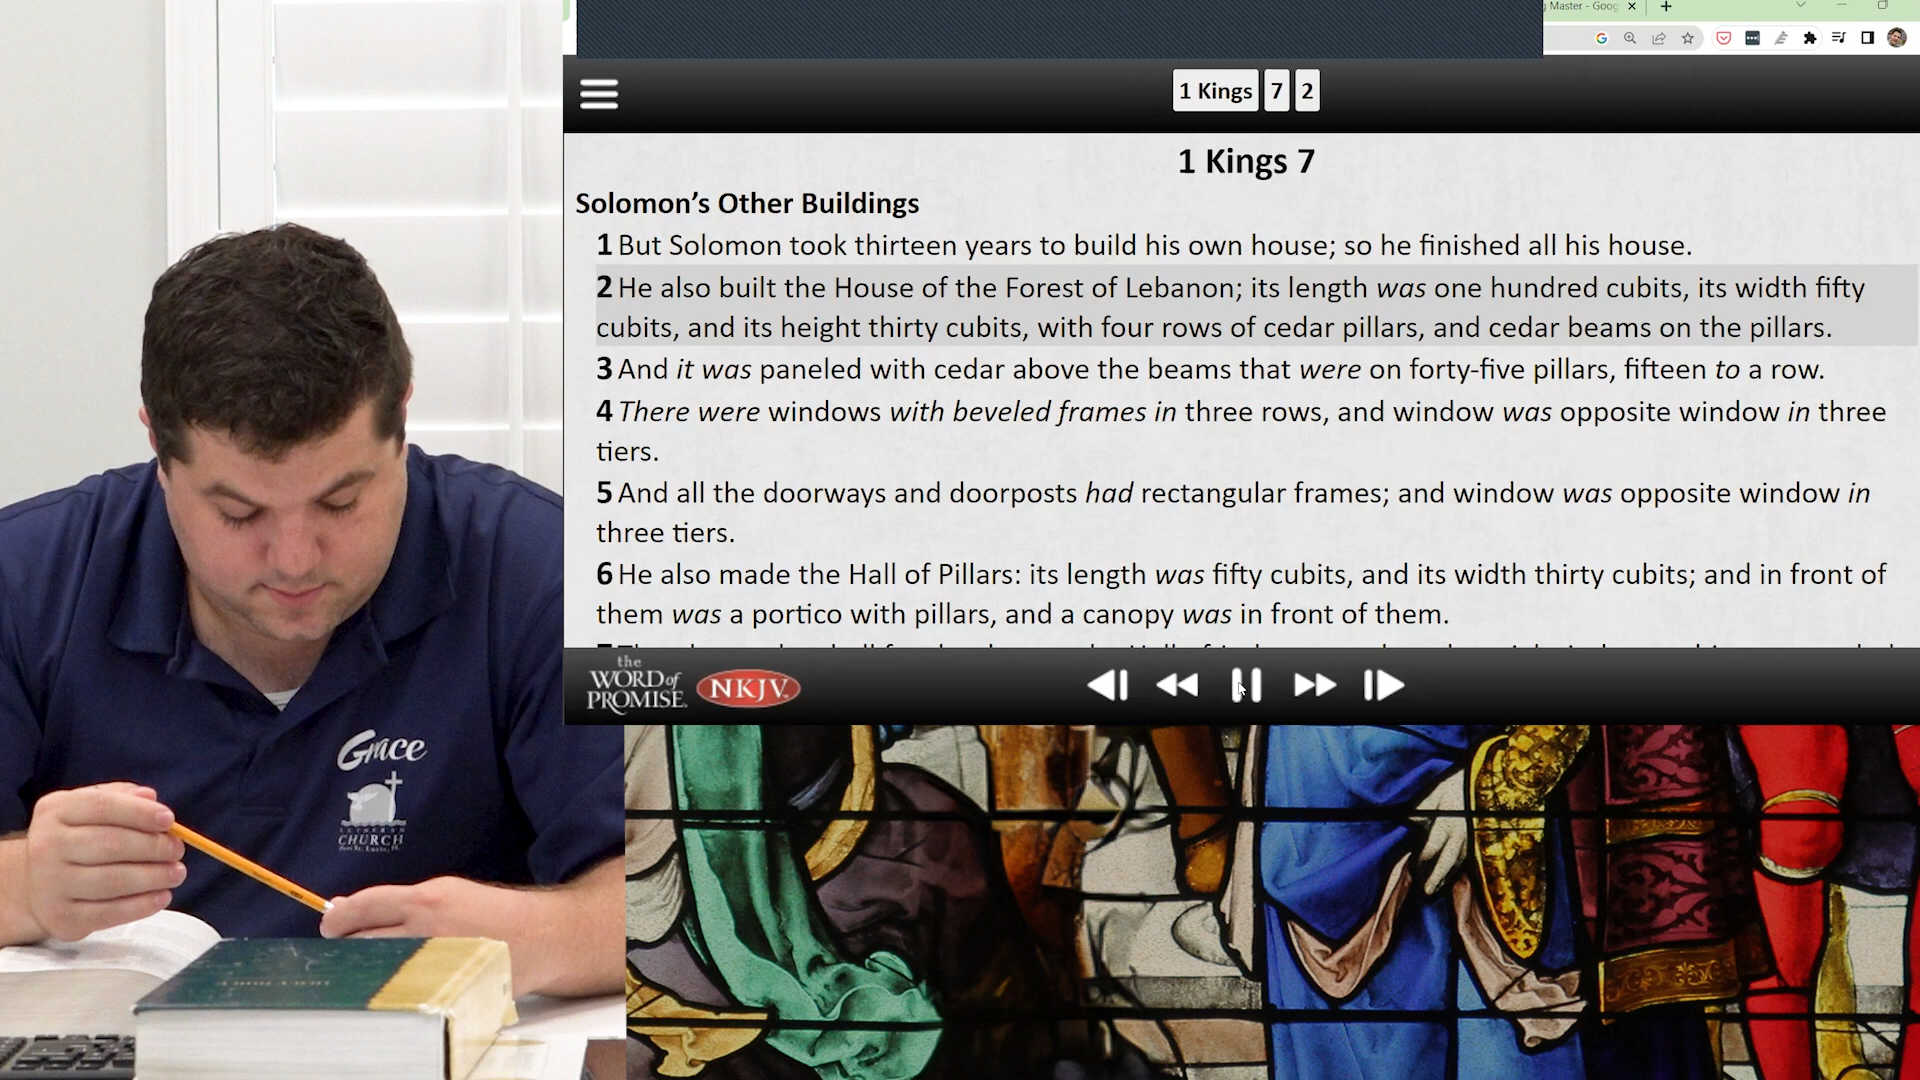 g Master - Goog
1 Kings 7 2
1 Kings 7
Solomon’s Other Buildings
1 But Solomon took thirteen years to build his own house; so he finished all his house.
2 He also built the House of the Forest of Lebanon; its length was one hundred cubits, its width fifty
cubits, and its height thirty cubits, with four rows of cedar pillars, and cedar beams on the pillars.
3 And it was paneled with cedar above the beams that were on forty-five pillars, fifteen to a row.
4 There were windows with beveled frames in three rows, and window was opposite window in three
tiers.
5 And all the doorways and doorposts had rectangular frames; and window was opposite window in
three tiers.
6 He also made the Hall of Pillars: its length was fifty cubits, and its width thirty cubits; and in front of
them was a portico with pillars, and a canopy was in front of them.
the
WORD of
PROMISE
NKJV
Grace
LUTHERAN
CHURCH